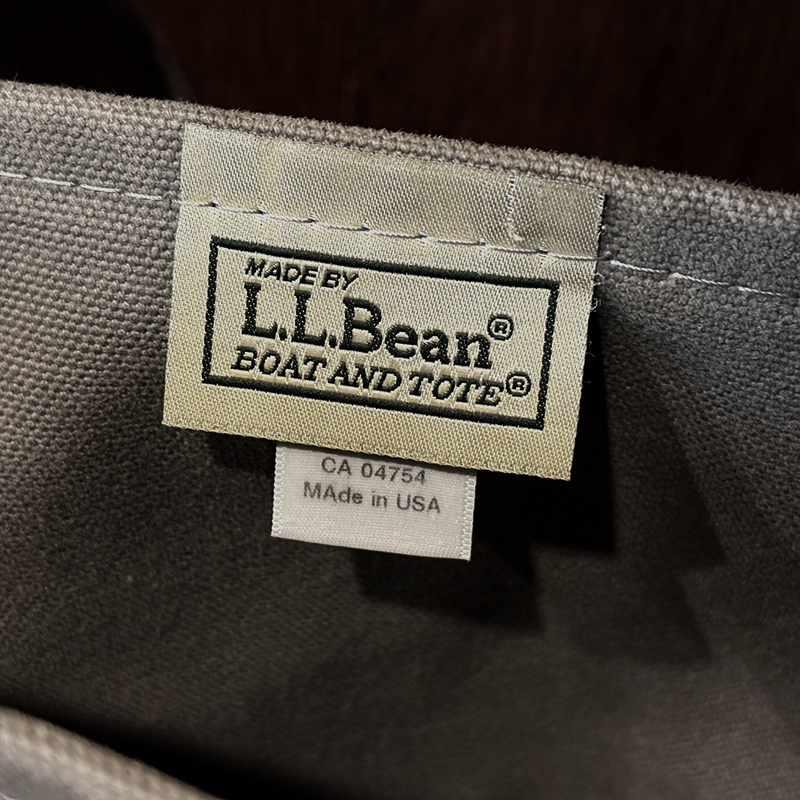 MADE BY
L.L.Bean®
BOAT AND TOTE®
CA 04754
MAde in USA